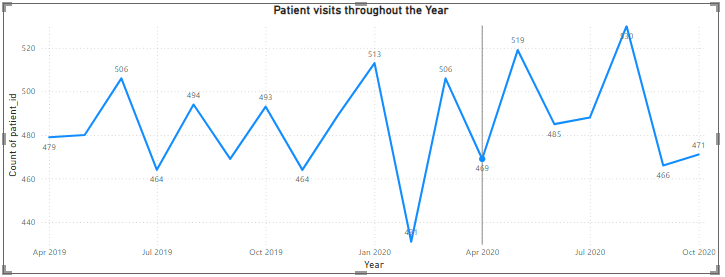 Patient visits throughout the Year
Count of patient_id
520
500
480
460
440
479
506
464
494
493
464
513
431
506
469
519
485
530
466
471
Apr 2019
Jul 2019
Oct 2019
Jan 2020
Apr 2020
Jul 2020
Oct 2020
Year